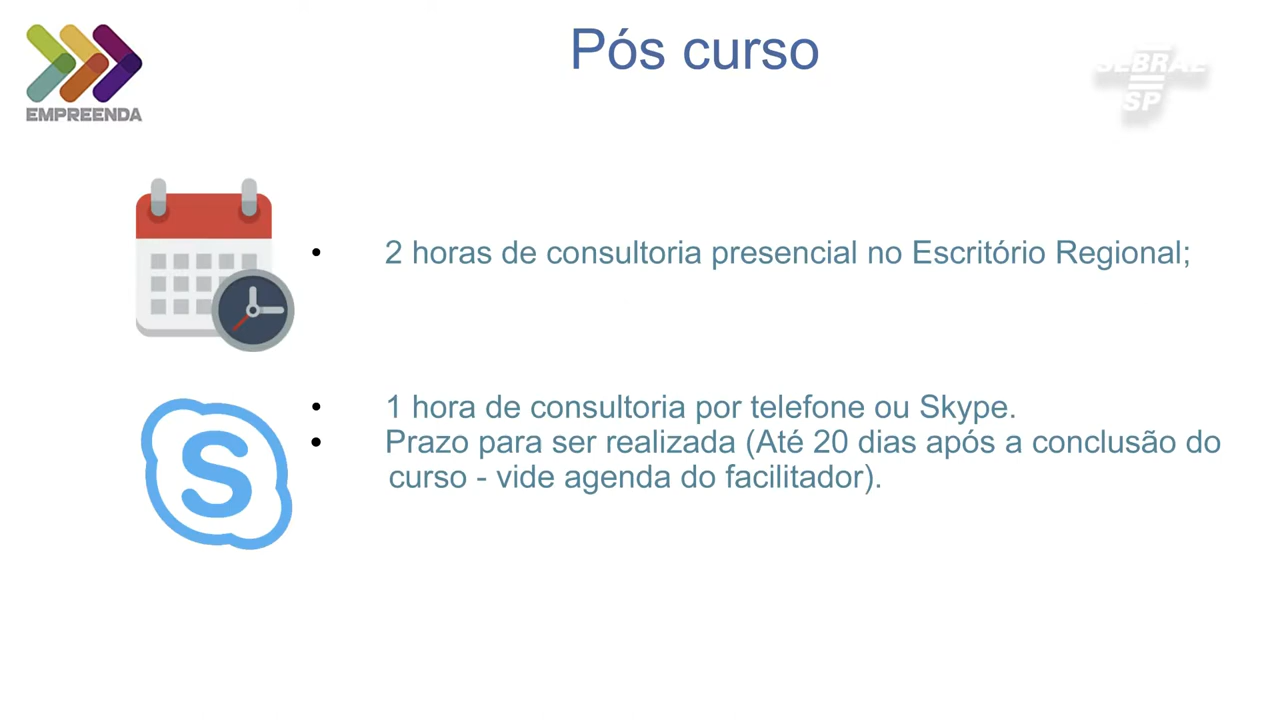 Pós curso
EMPREENDA
SEBRAE
SP
• 2 horas de consultoria presencial no Escritório Regional;
• 1 hora de consultoria por telefone ou Skype.
• Prazo para ser realizada (Até 20 dias após a conclusão do
curso - vide agenda do facilitador).